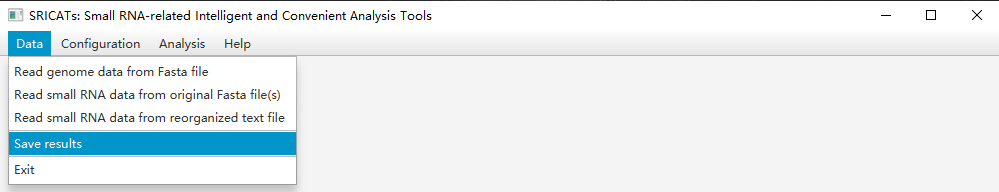 SRICATs: Small RNA-related Intelligent and Convenient Analysis Tools
Data Configuration Analysis Help
Read genome data from Fasta file
Read small RNA data from original Fasta file(s)
Read small RNA data from reorganized text file
Save results
Exit